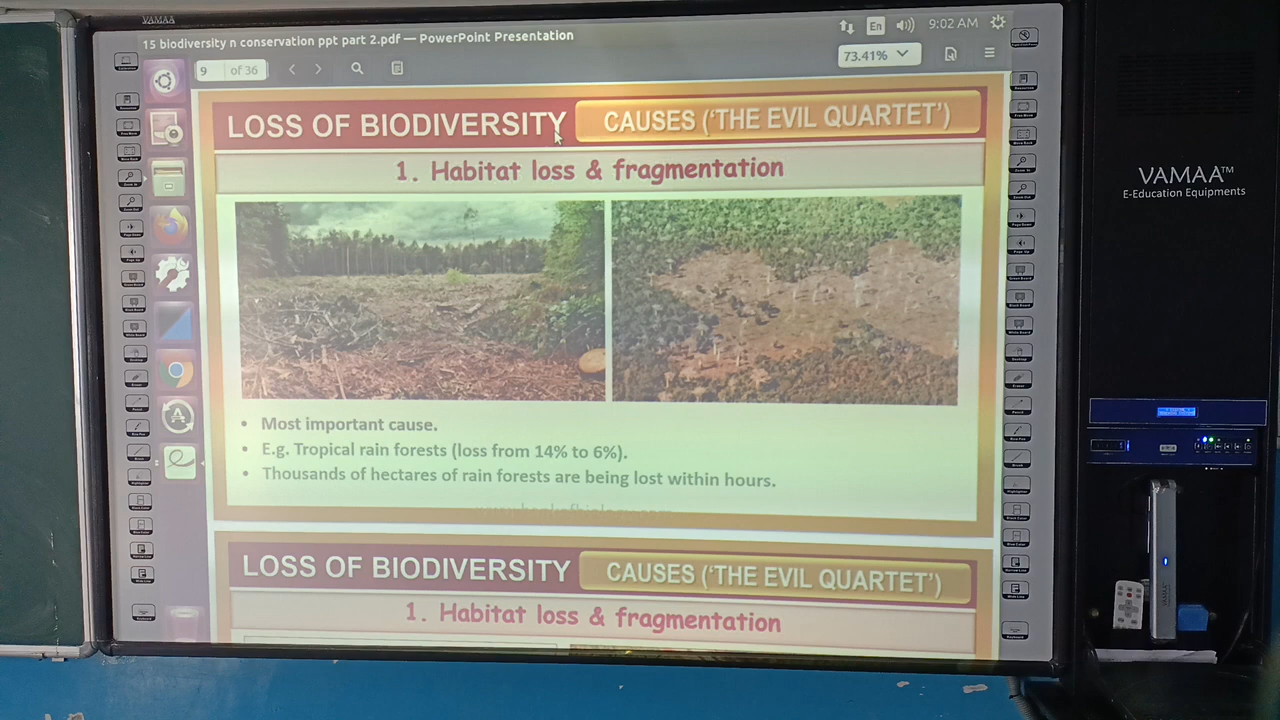 VAMAA
15 biodiversity n conservation ppt part 2.pdf — PowerPoint Presentation
En
9:02 AM
9 of 36
73.41%
LOSS OF BIODIVERSITY
CAUSES ('THE EVIL QUARTET')
1. Habitat loss & fragmentation
• Most important cause.
• E.g. Tropical rain forests (loss from 14% to 6%).
• Thousands of hectares of rain forests are being lost within hours.
LOSS OF BIODIVERSITY
CAUSES ('THE EVIL QUARTET')
1. Habitat loss & fragmentation
VAMAA™
E-Education Equipments